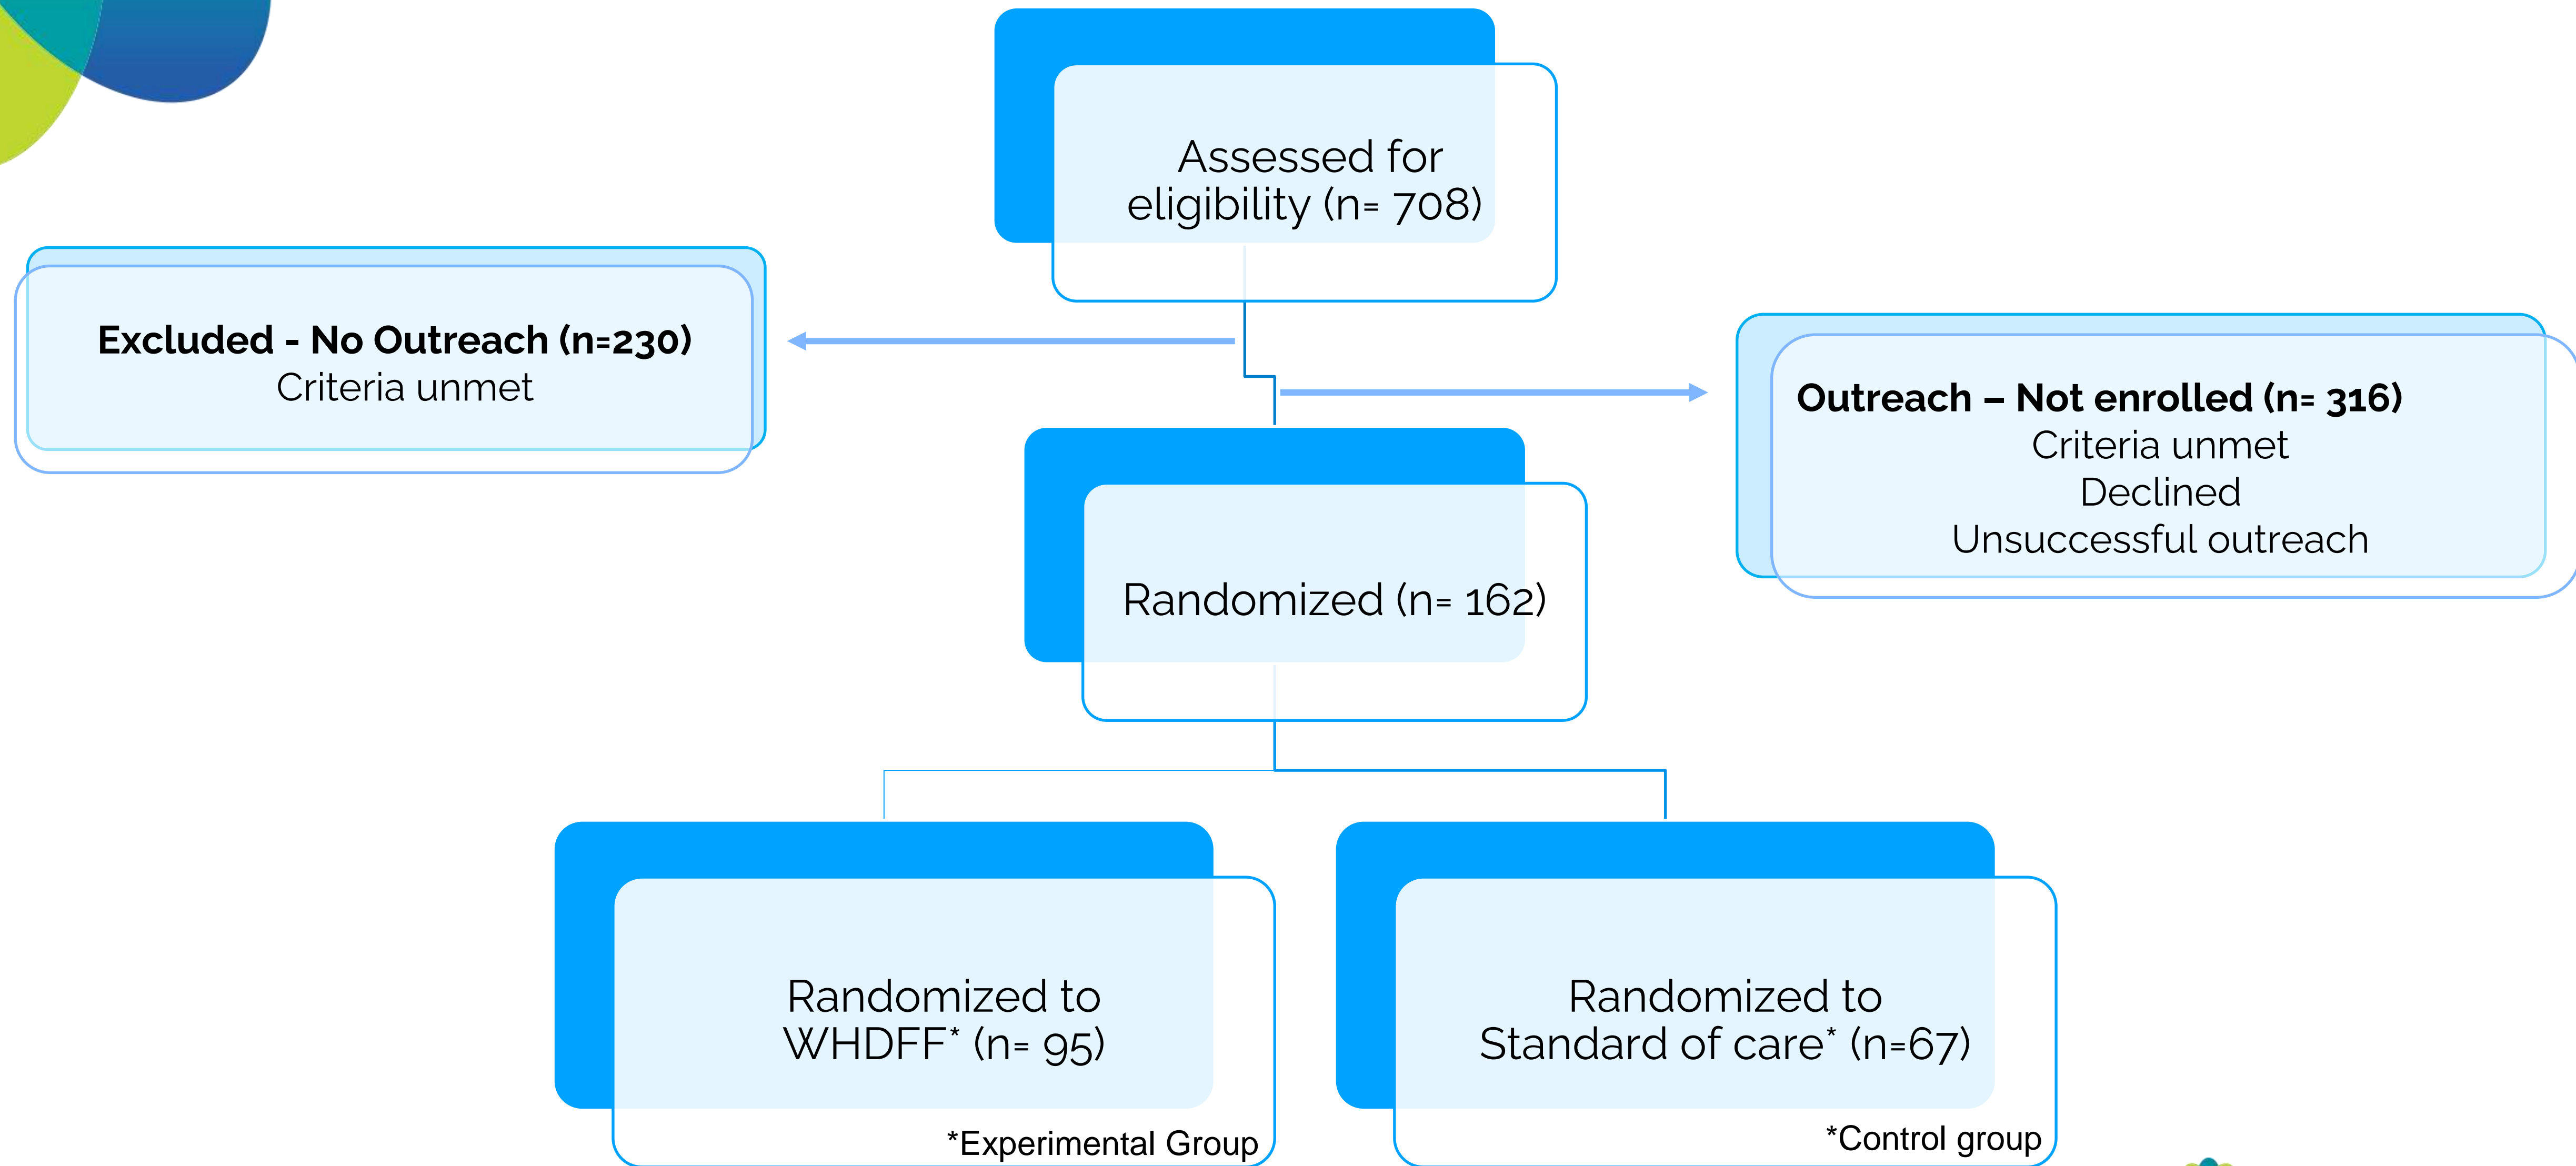 Assessed for
eligibility (n= 708)
Excluded - No Outreach (n=230)
Criteria unmet
Outreach – Not enrolled (n= 316)
Criteria unmet
Declined
Unsuccessful outreach
Randomized (n= 162)
Randomized to
WHDFF* (n= 95)
*Experimental Group
Randomized to
Standard of care* (n=67)
*Control group